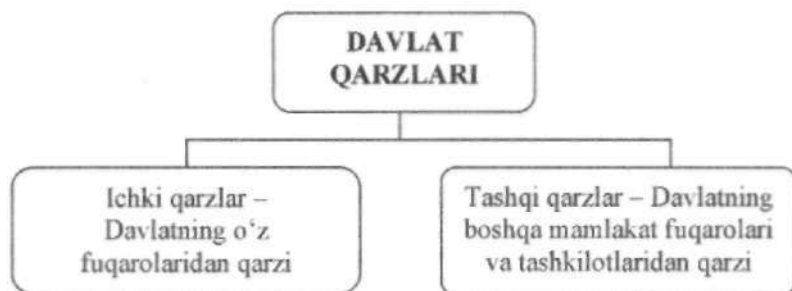 DAVLAT
QARZLARI
Ichki qarzlar –
Davlatning o‘z
fuqarolaridan qarzi
Tashqi qarzlar – Davlatning
boshqa mamlakat fuqarolari
va tashkilotlaridan qarzi